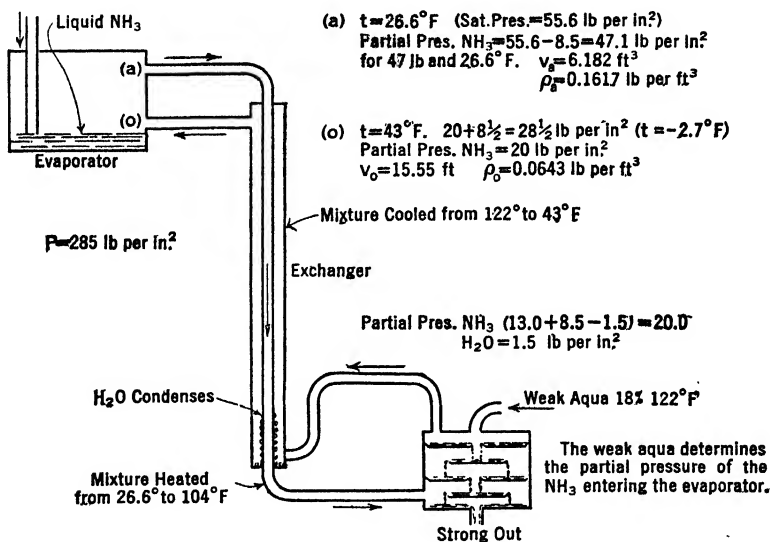 Liquid NH₃
(a)
(o)
Evaporator
P=285 lb per in.²
(a) t=26.6°F (Sat.Pres.=55.6 lb per in.²)
Partial Pres. NH₃=55.6-8.5=47.1 lb per in.²
for 47 lb and 26.6°F. vₐ=6.182 ft³
ρₐ=0.1617 lb per ft³
(o) t=43°F. 20+8½=28½ lb per in² (t=-2.7°F)
Partial Pres. NH₃=20 lb per in.²
v₀=15.55 ft ρ₀=0.0643 lb per ft³
Mixture Cooled from 122° to 43°F
Exchanger
Partial Pres. NH₃ (13.0+8.5-1.5)=20.0
H₂O=1.5 lb per in.²
H₂O Condenses
Weak Aqua 18% 122°F
The weak aqua determines
the partial pressure of the
NH₃ entering the evaporator.
Mixture Heated
from 26.6° to 104°F
Strong Out